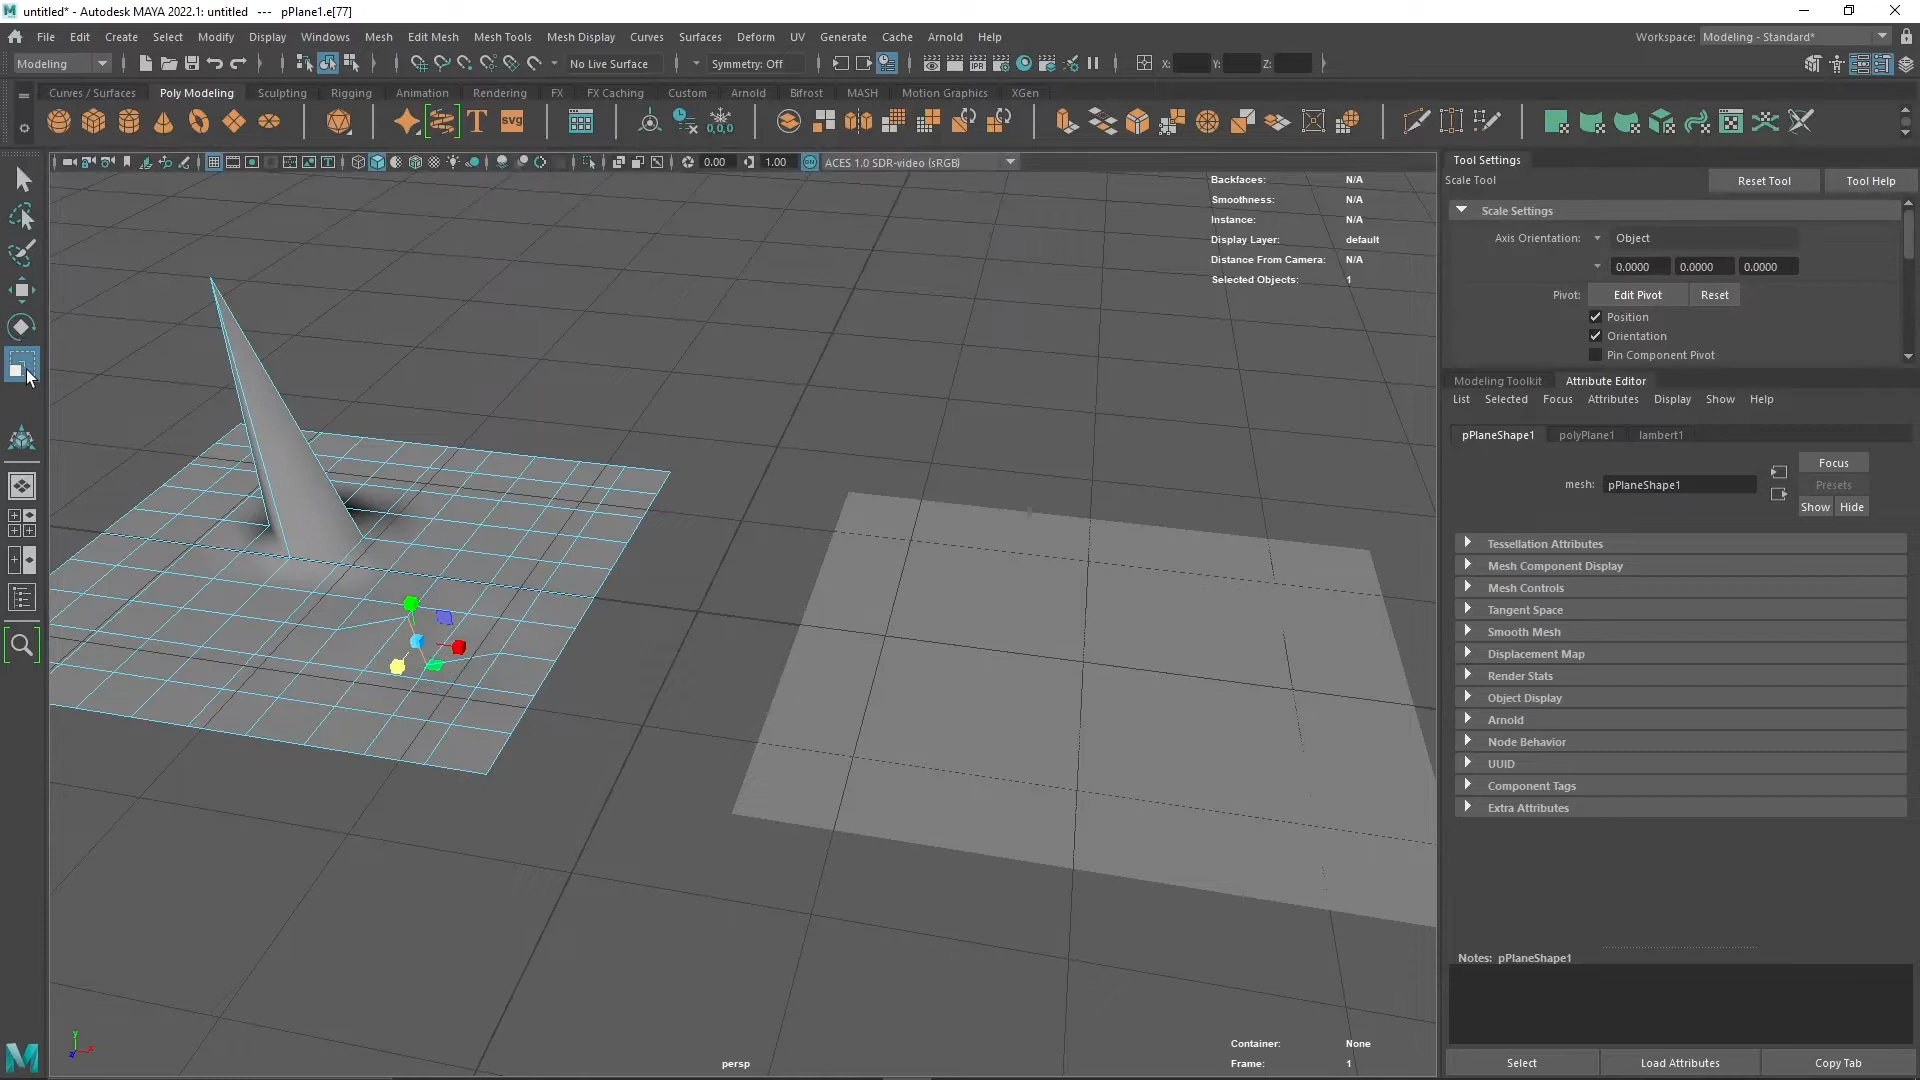 untitled* - Autodesk MAYA 2022.1: untitled   ---   pPlane1.e[77]
File Edit Create Select Modify Display Windows Mesh Edit Mesh Mesh Tools Mesh Display Curves Surfaces Deform UV Generate Cache Arnold Help
Workspace: Modeling - Standard*
Modeling
No Live Surface
Symmetry: Off
X:
Y:
Z:
Curves / Surfaces Poly Modeling Sculpting Rigging Animation Rendering FX FX Caching Custom Arnold Bifrost MASH Motion Graphics XGen
T
SVG
0,0,0
IPR
0.00
1.00
ON
ACES 1.0 SDR-video (sRGB)
Backfaces: N/A
Smoothness: N/A
Instance: N/A
Display Layer: default
Distance From Camera: N/A
Selected Objects: 1
Tool Settings
Scale Tool
Reset Tool
Tool Help
Scale Settings
Axis Orientation: Object
0.0000 0.0000 0.0000
Pivot: Edit Pivot Reset
Position
Orientation
Pin Component Pivot
Modeling Toolkit Attribute Editor
List Selected Focus Attributes Display Show Help
pPlaneShape1 polyPlane1 lambert1
Focus
mesh: pPlaneShape1
Presets
Show Hide
Tessellation Attributes
Mesh Component Display
Mesh Controls
Tangent Space
Smooth Mesh
Displacement Map
Render Stats
Object Display
Arnold
Node Behavior
UUID
Component Tags
Extra Attributes
Notes: pPlaneShape1
Select
Load Attributes
Copy Tab
y
x
z
persp
Container: None
Frame: 1
M